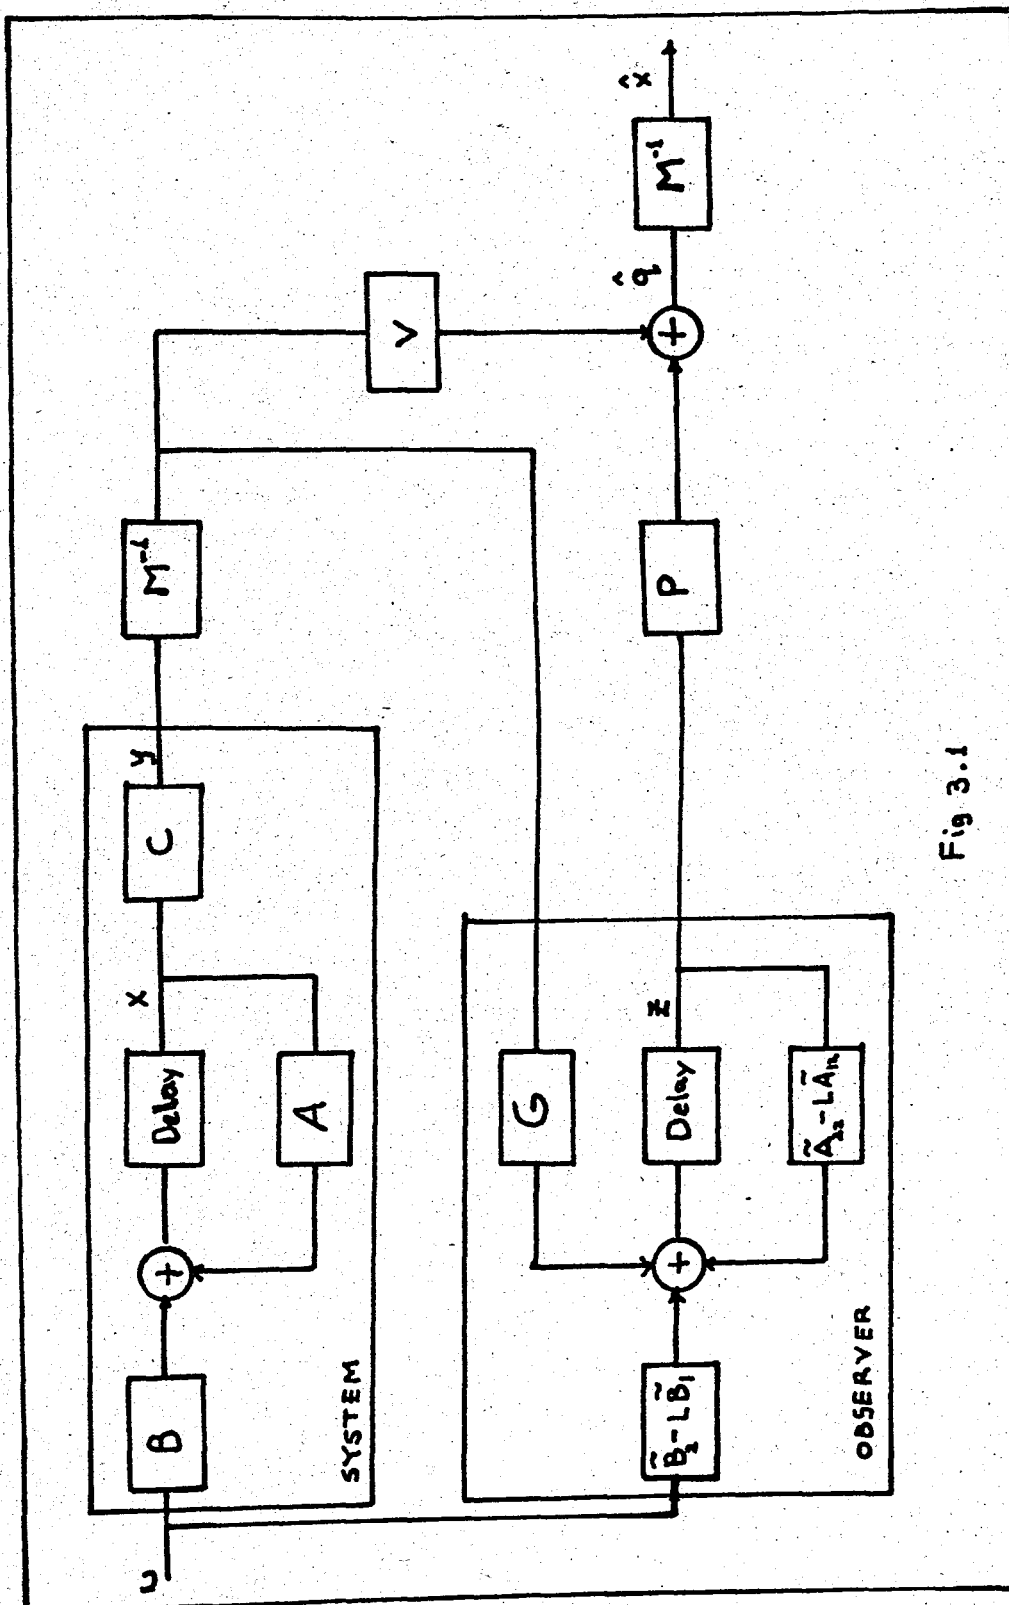 u
B
+
Delay
x
A
C
y
SYSTEM
M⁻¹
V
G
B̃₂-LB̃₁
+
Delay
z
Ã₂₂-LÃ₁₂
OBSERVER
P
+
q̂
M⁻¹
x̂
Fig 3.1